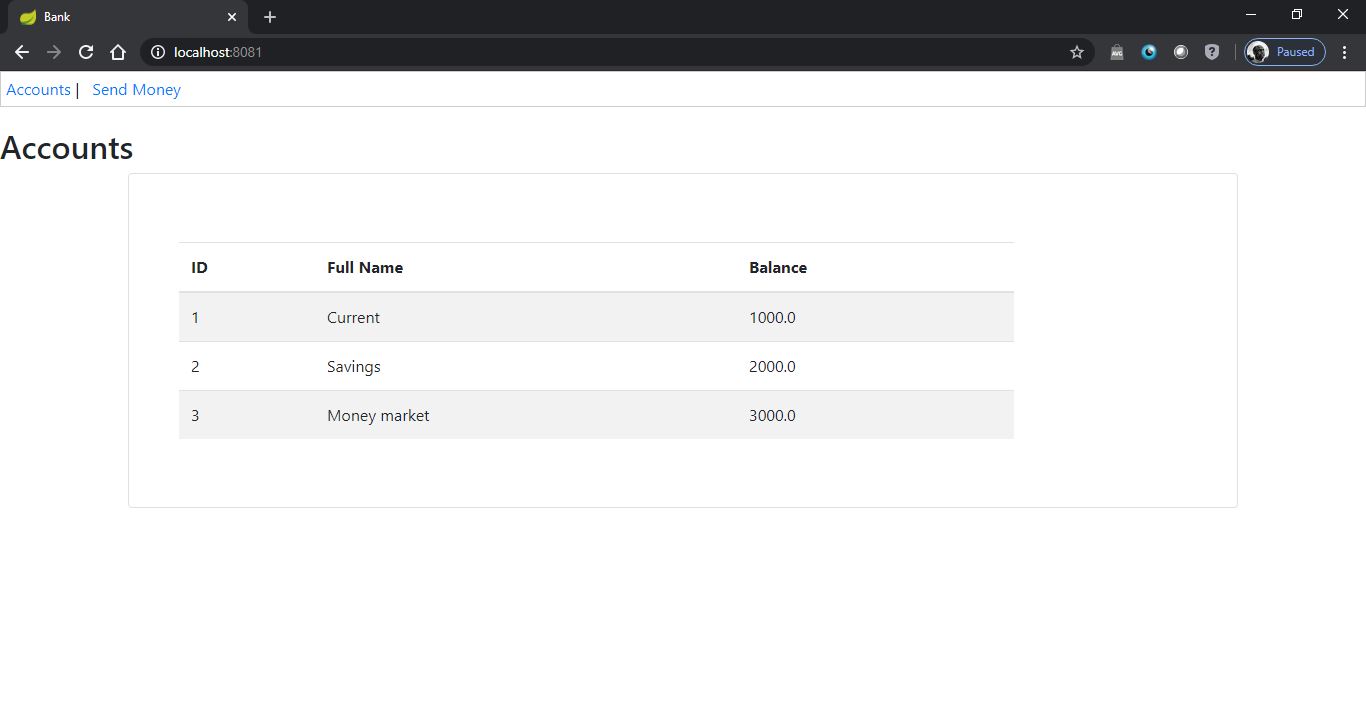 Bank
localhost:8081
AVG
Paused
Accounts | Send Money
Accounts
ID Full Name Balance
1 Current 1000.0
2 Savings 2000.0
3 Money market 3000.0